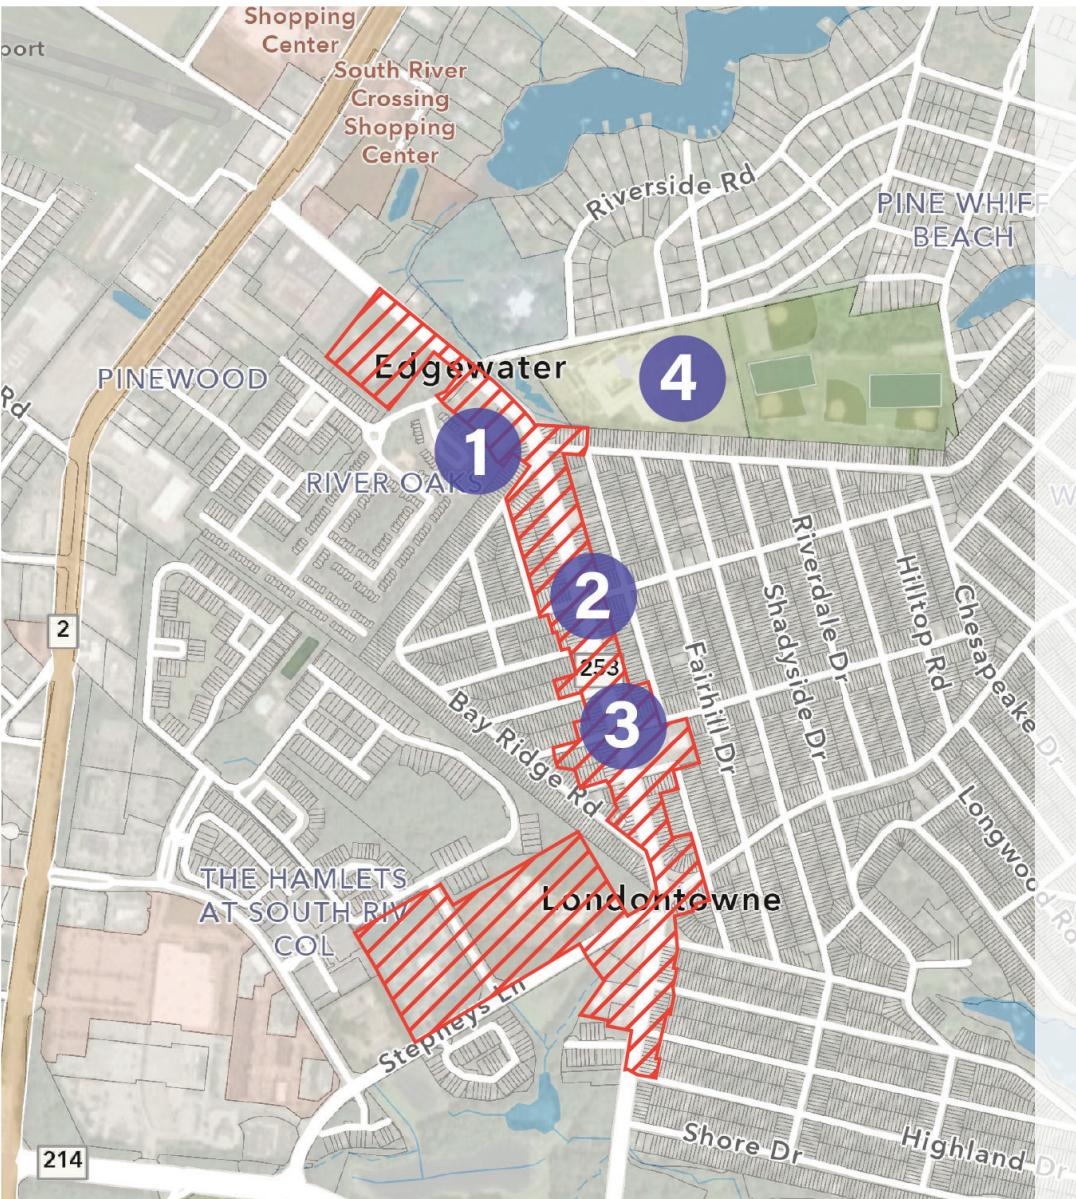 Shopping
Center
port
South River
Crossing
Shopping
Center
Riverside Rd
PINE WHIFF
BEACH
Edgewater
4
PINEWOOD
Rd
1
RIVER OAKS
W
Riverdale Dr
Hilltop Rd
Chesapeake Dr
Shadyside Dr
2
2
253
Fairhill Dr
3
Bay Ridge Rd
Longwood Rd
THE HAMLETS
AT SOUTH RIV
COL
Londontowne
Stepneys Ln
Shore Dr
Highland Dr
214